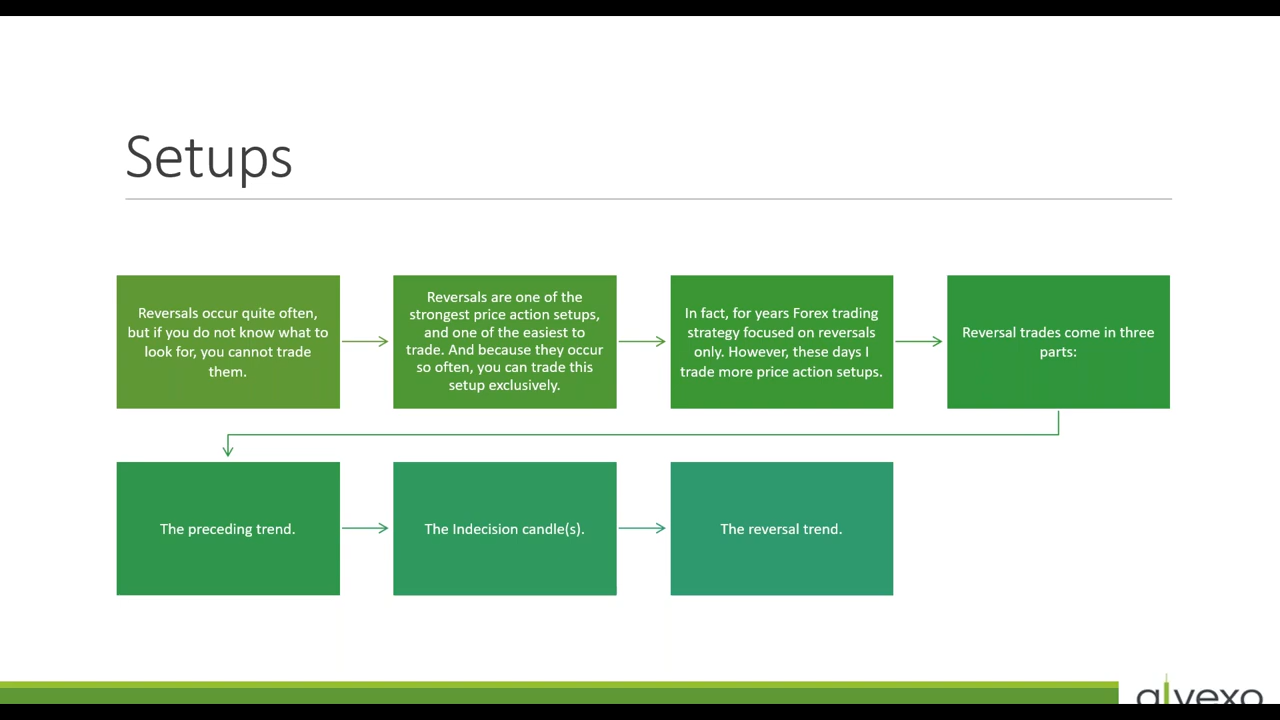 Setups
Reversals occur quite often,
but if you do not know what to
look for, you cannot trade
them.
Reversals are one of the
strongest price action setups,
and one of the easiest to
trade. And because they occur
so often, you can trade this
setup exclusively.
In fact, for years Forex trading
strategy focused on reversals
only. However, these days I
trade more price action setups.
Reversal trades come in three
parts:
The preceding trend.
The Indecision candle(s).
The reversal trend.
alvexo